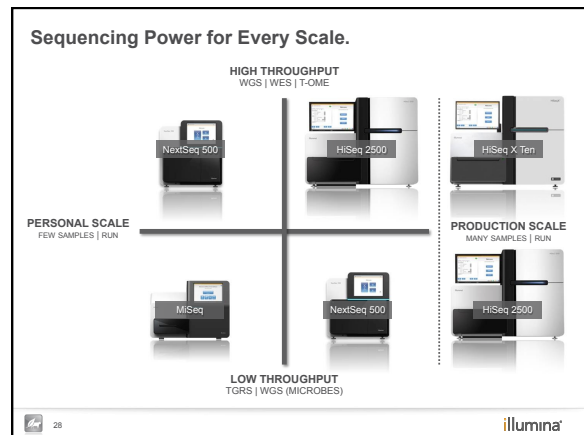 Sequencing Power for Every Scale.
HIGH THROUGHPUT
WGS | WES | T-OME
NextSeq 500
HiSeq 2500
HiSeq X Ten
PERSONAL SCALE
FEW SAMPLES | RUN
PRODUCTION SCALE
MANY SAMPLES | RUN
MiSeq
NextSeq 500
HiSeq 2500
LOW THROUGHPUT
TGRS | WGS (MICROBES)
28
illumina